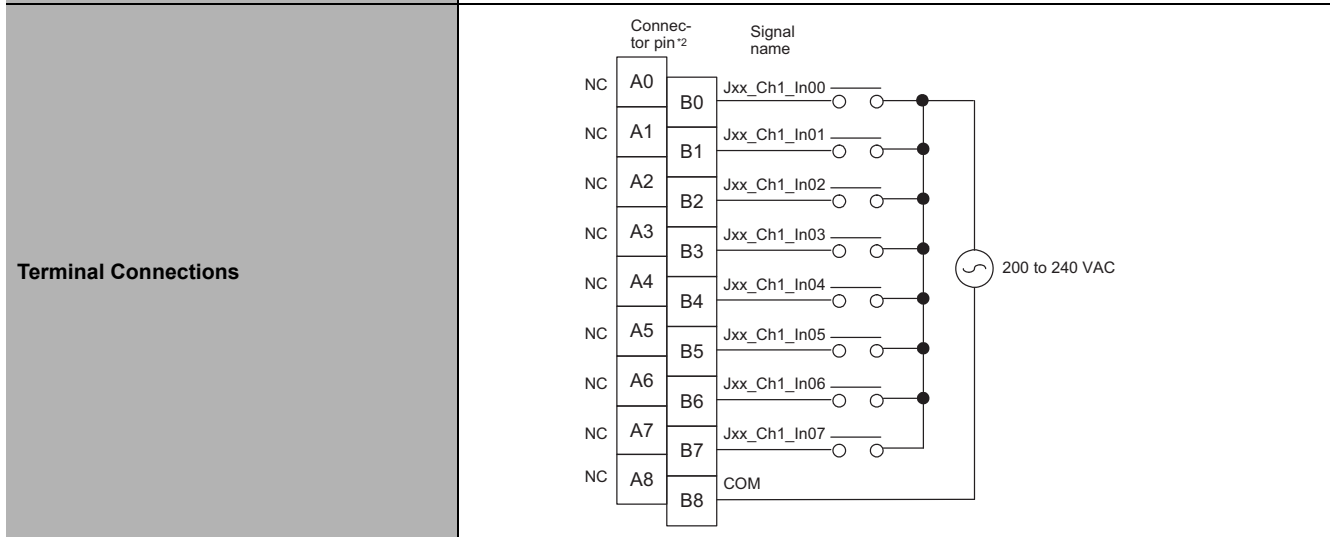 Terminal Connections
Connec-
tor pin*2
Signal
name
NC A0
B0 Jxx_Ch1_In00
NC A1
B1 Jxx_Ch1_In01
NC A2
B2 Jxx_Ch1_In02
NC A3
B3 Jxx_Ch1_In03
NC A4
B4 Jxx_Ch1_In04
NC A5
B5 Jxx_Ch1_In05
NC A6
B6 Jxx_Ch1_In06
NC A7
B7 Jxx_Ch1_In07
NC A8
B8 COM
200 to 240 VAC